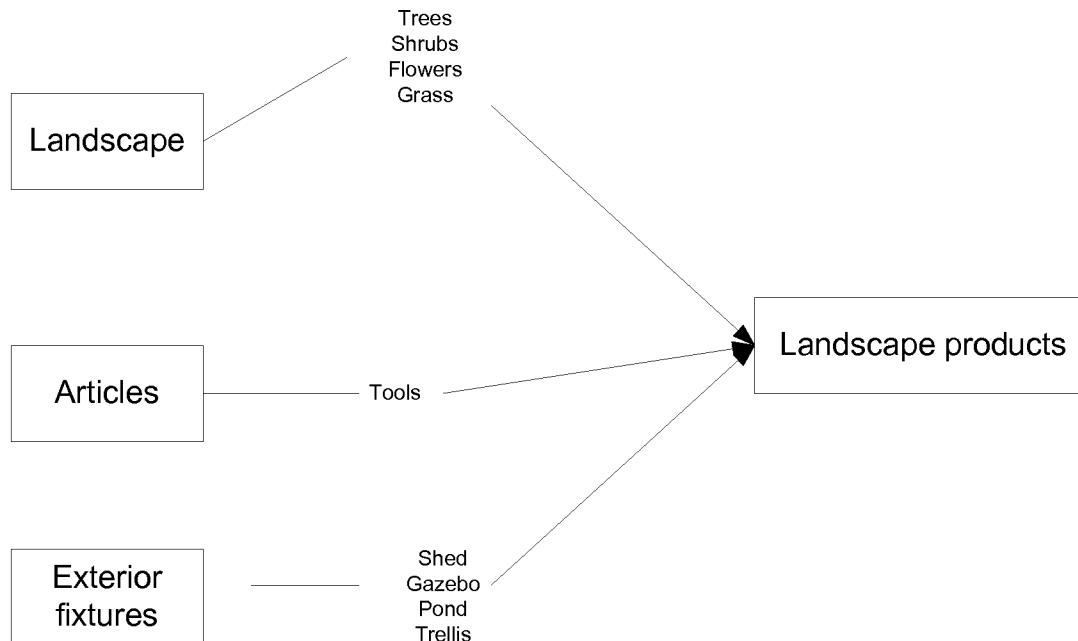 Trees
Shrubs
Flowers
Grass
Landscape
Landscape products
Articles
Tools
Exterior
fixtures
Shed
Gazebo
Pond
Trellis